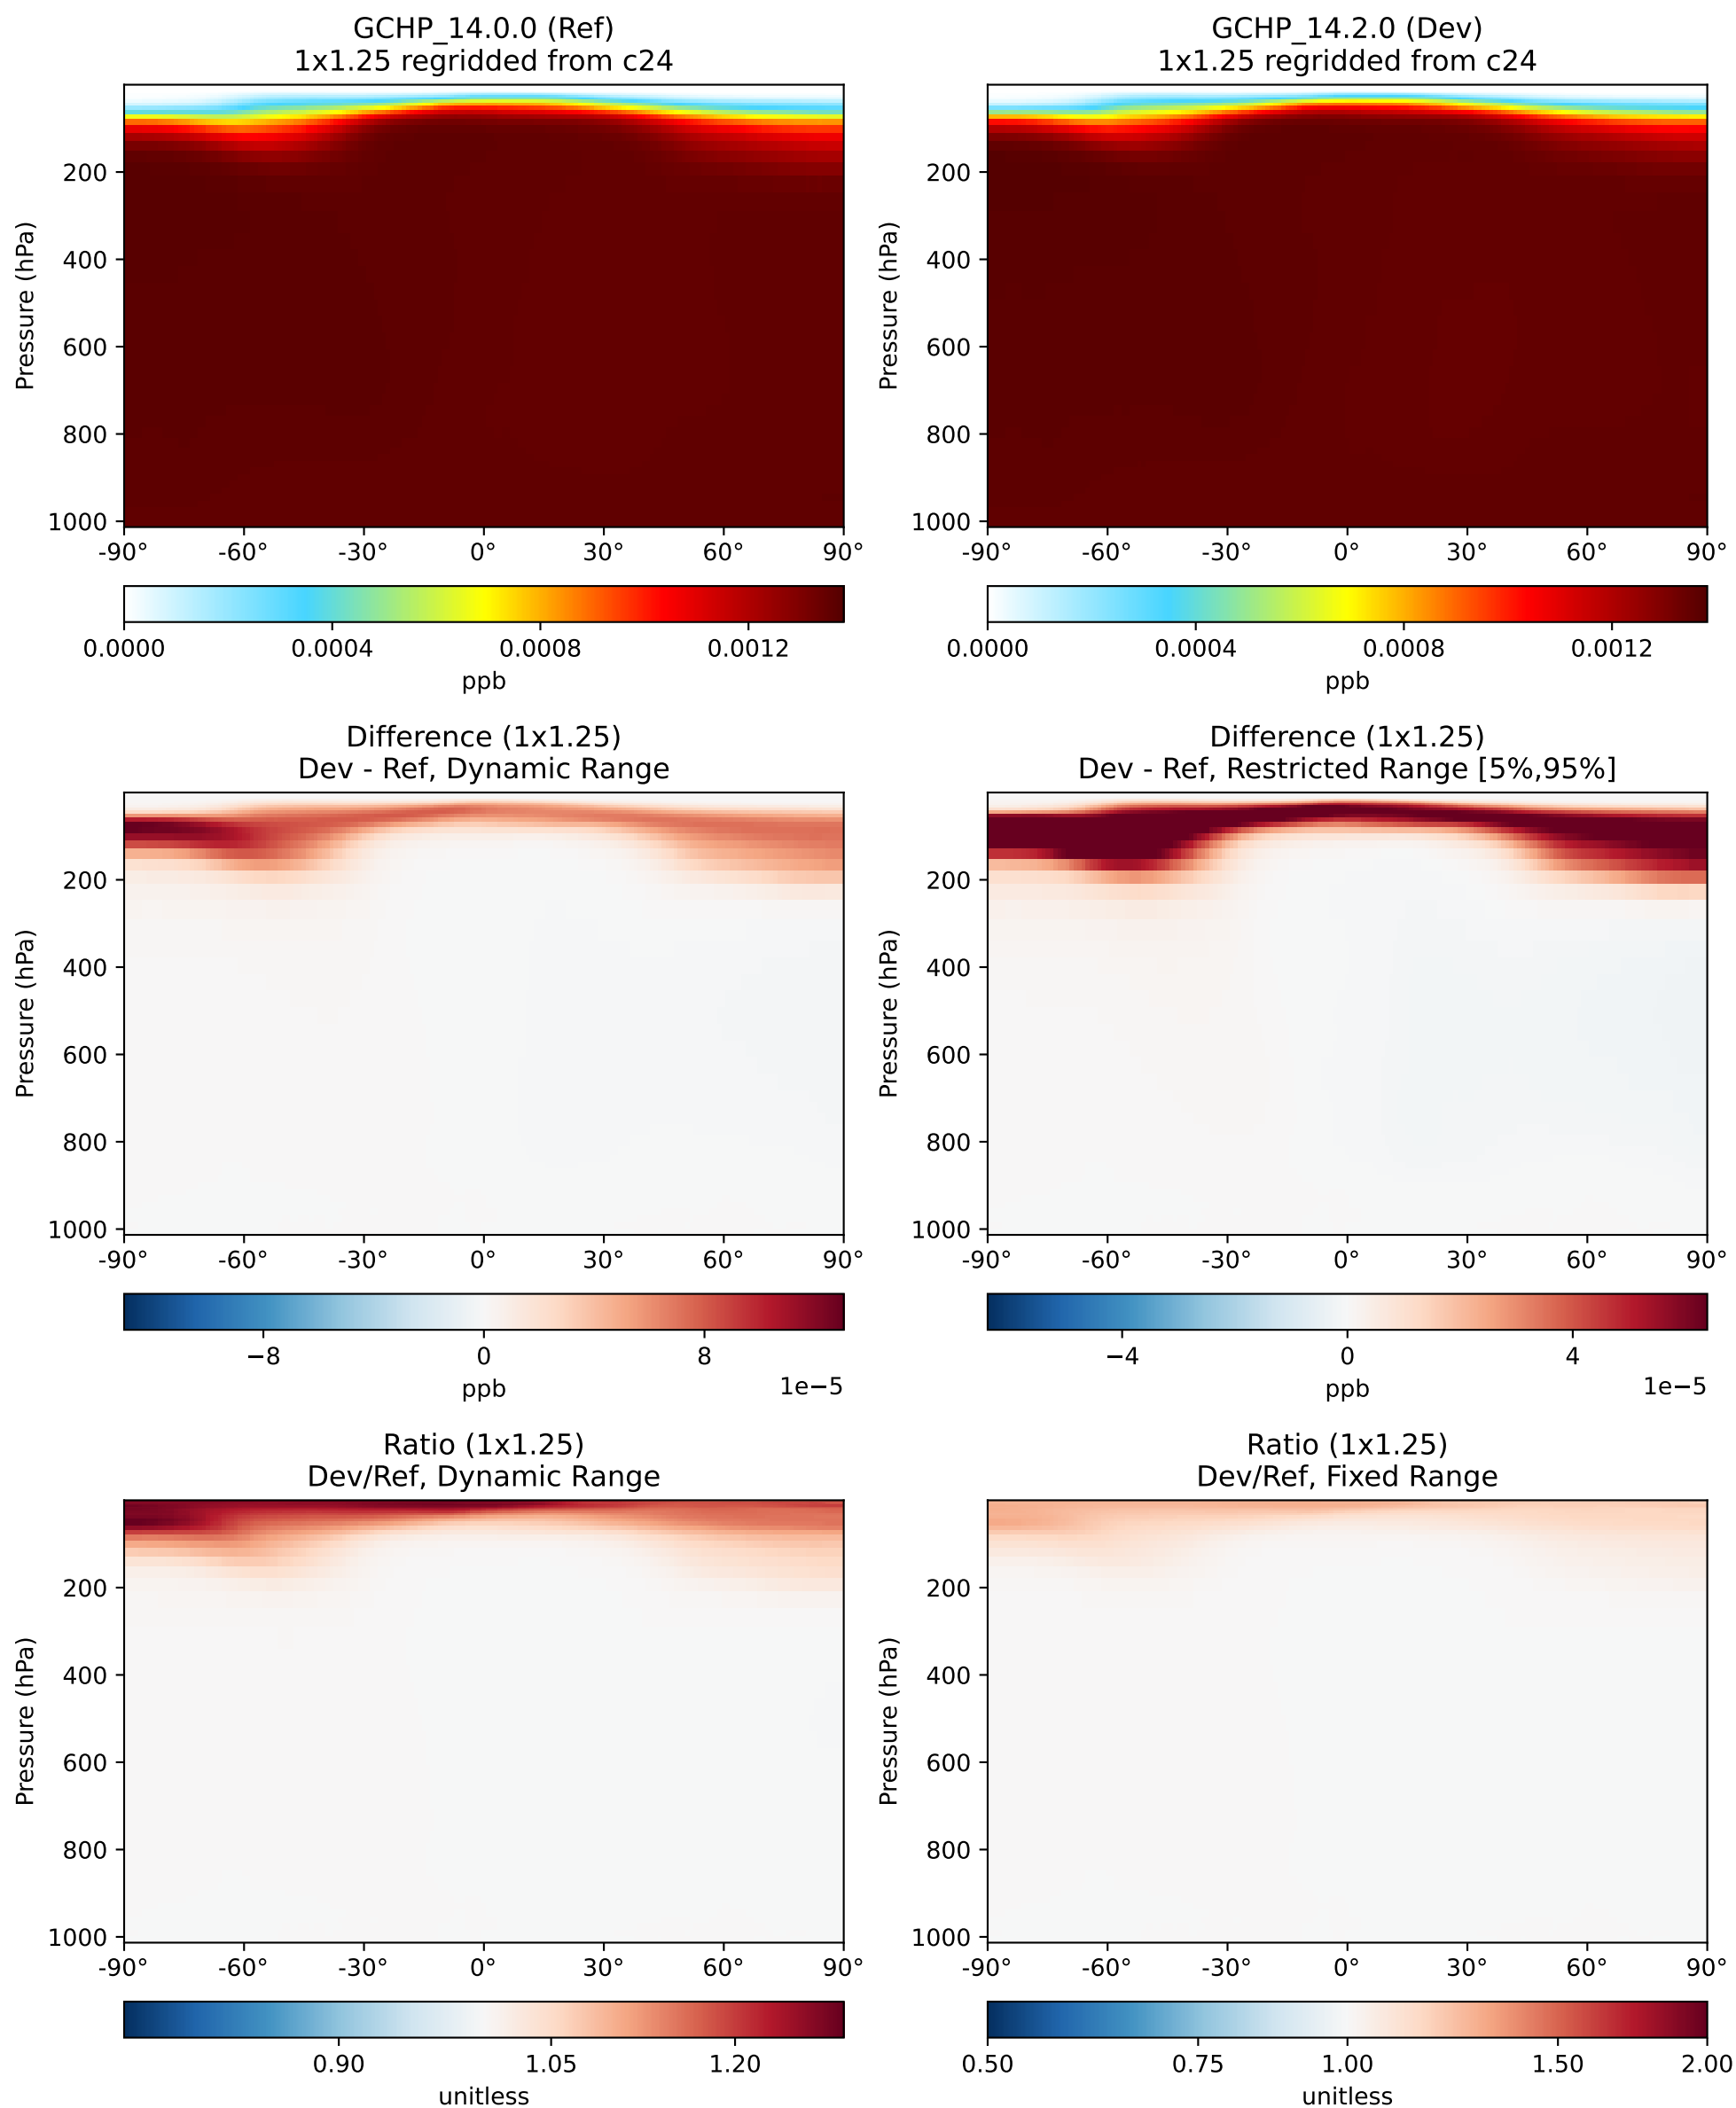 GCHP_14.0.0 (Ref)
1x1.25 regridded from c24
GCHP_14.2.0 (Dev)
1x1.25 regridded from c24
Pressure (hPa)
200
400
600
800
1000
-90° -60° -30° 0° 30° 60° 90°
0.0000 0.0004 0.0008 0.0012
ppb
Pressure (hPa)
200
400
600
800
1000
-90° -60° -30° 0° 30° 60° 90°
0.0000 0.0004 0.0008 0.0012
ppb
Difference (1x1.25)
Dev - Ref, Dynamic Range
Pressure (hPa)
200
400
600
800
1000
-90° -60° -30° 0° 30° 60° 90°
−8 0 8
ppb 1e−5
Difference (1x1.25)
Dev - Ref, Restricted Range [5%,95%]
Pressure (hPa)
200
400
600
800
1000
-90° -60° -30° 0° 30° 60° 90°
−4 0 4
ppb 1e−5
Ratio (1x1.25)
Dev/Ref, Dynamic Range
Pressure (hPa)
200
400
600
800
1000
-90° -60° -30° 0° 30° 60° 90°
0.90 1.05 1.20
unitless
Ratio (1x1.25)
Dev/Ref, Fixed Range
Pressure (hPa)
200
400
600
800
1000
-90° -60° -30° 0° 30° 60° 90°
0.50 0.75 1.00 1.50 2.00
unitless